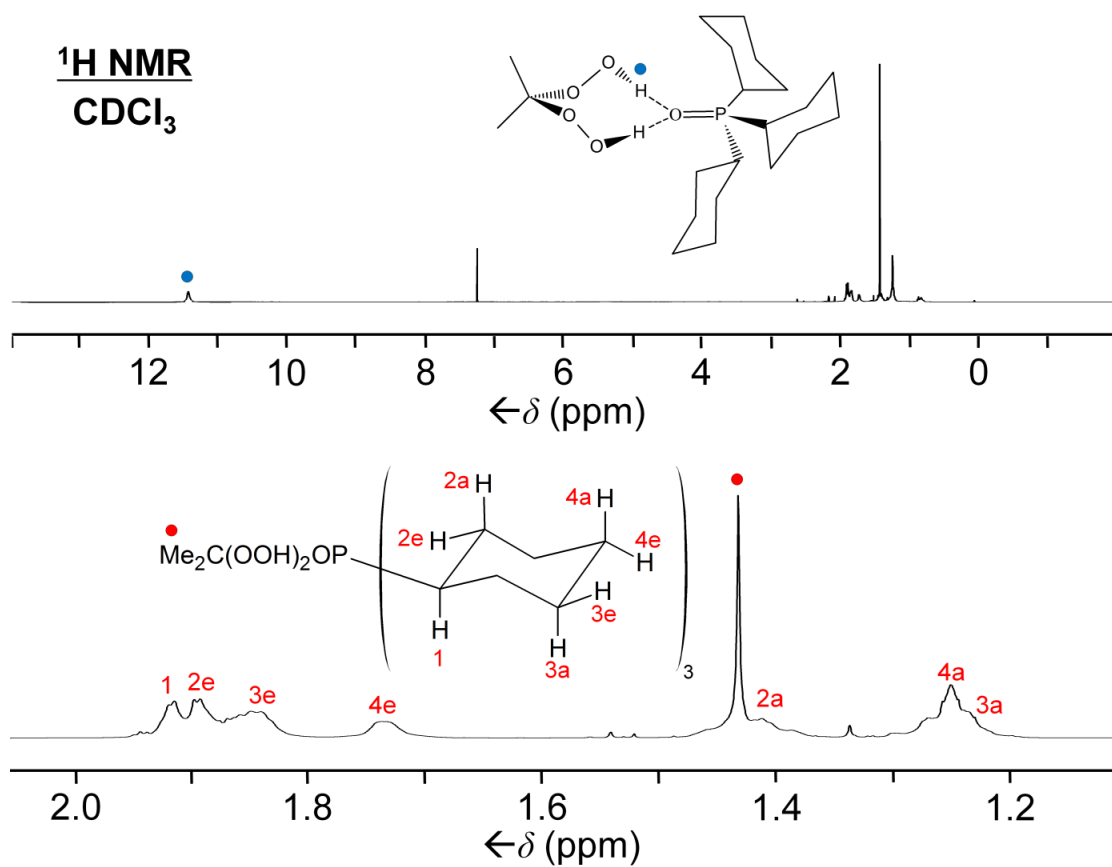 ¹H NMR
CDCl₃
O
H
O
O
H
O
O
P
12
10
8
6
4
2
0
←δ (ppm)
2a
H
4a
H
2e
H
Me₂C(OOH)₂OP
H
4e
H
3e
H
1
H
3a
3
1
2e
3e
4e
2a
4a
3a
2.0
1.8
1.6
1.4
1.2
←δ (ppm)